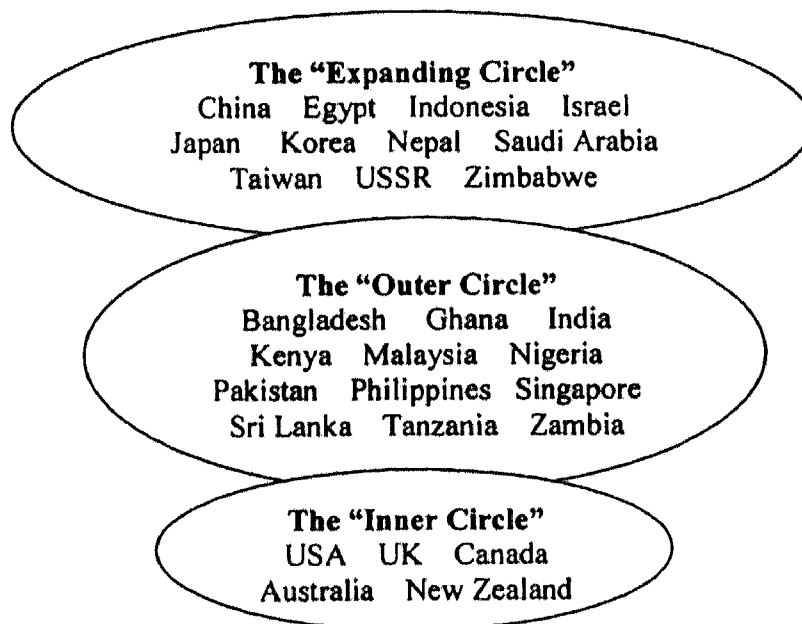 The “Expanding Circle”
China Egypt Indonesia Israel
Japan Korea Nepal Saudi Arabia
Taiwan USSR Zimbabwe
The “Outer Circle”
Bangladesh Ghana India
Kenya Malaysia Nigeria
Pakistan Philippines Singapore
Sri Lanka Tanzania Zambia
The “Inner Circle”
USA UK Canada
Australia New Zealand